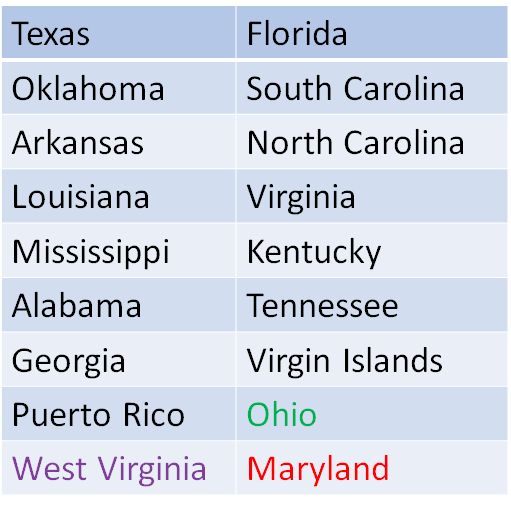 Texas Florida
Oklahoma South Carolina
Arkansas North Carolina
Louisiana Virginia
Mississippi Kentucky
Alabama Tennessee
Georgia Virgin Islands
Puerto Rico Ohio
West Virginia Maryland